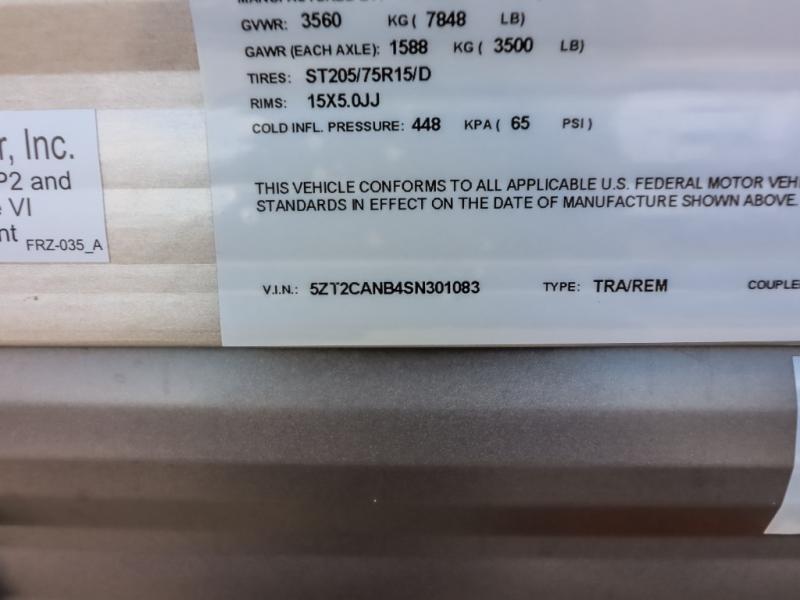 GVWR: 3560 KG ( 7848 LB)
GAWR (EACH AXLE): 1588 KG ( 3500 LB)
TIRES: ST205/75R15/D
RIMS: 15X5.0JJ
COLD INFL. PRESSURE: 448 KPA ( 65 PSI )
r, Inc.
P2 and
e VI
nt FRZ-035_A
THIS VEHICLE CONFORMS TO ALL APPLICABLE U.S. FEDERAL MOTOR VEHI
STANDARDS IN EFFECT ON THE DATE OF MANUFACTURE SHOWN ABOVE.
V.I.N.: 5ZT2CANB4SN301083 TYPE: TRA/REM COUPLE